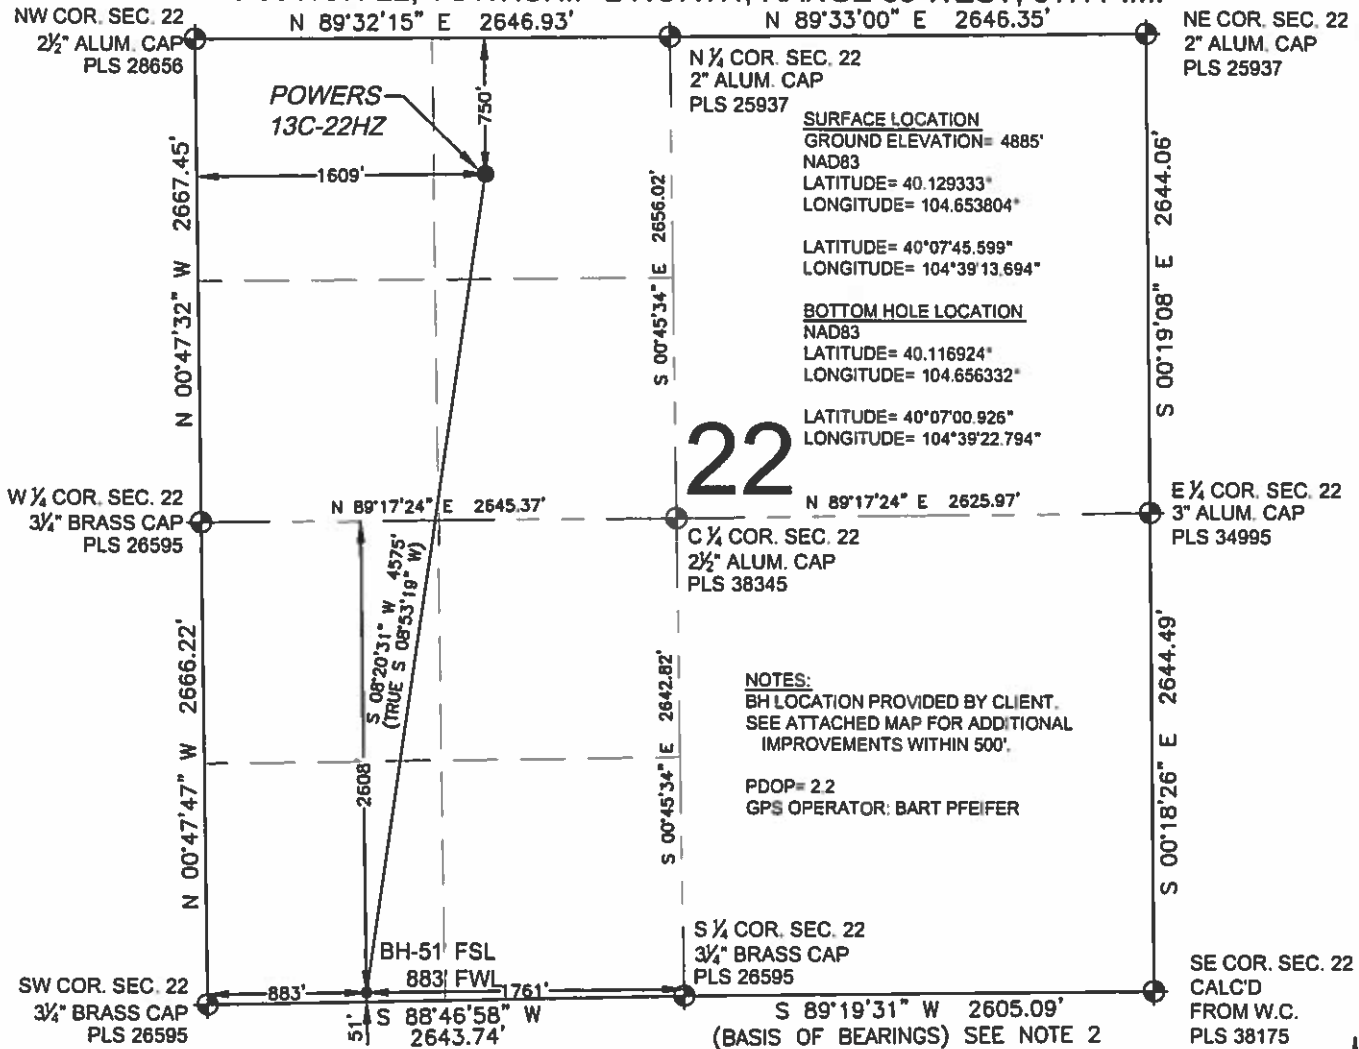 N 89°32'15" E 2646.93'
N 89°33'00" E 2646.35'
NW COR. SEC. 22
2½" ALUM. CAP
PLS 28656
N ¼ COR. SEC. 22
2" ALUM. CAP
PLS 25937
NE COR. SEC. 22
2" ALUM. CAP
PLS 25937
POWERS
13C-22HZ
750'
1609'
N 00°47'32" W 2667.45'
S 00°45'34" E 2656.02'
S 00°19'08" E 2644.06'
SURFACE LOCATION
GROUND ELEVATION= 4885'
NAD83
LATITUDE= 40.129333°
LONGITUDE= 104.653804°
LATITUDE= 40°07'45.599"
LONGITUDE= 104°39'13.694"
BOTTOM HOLE LOCATION
NAD83
LATITUDE= 40.116924°
LONGITUDE= 104.656332°
LATITUDE= 40°07'00.926"
LONGITUDE= 104°39'22.794"
22
W ¼ COR. SEC. 22
3¼" BRASS CAP
PLS 26595
N 89°17'24" E 2645.37'
N 89°17'24" E 2625.97'
E ¼ COR. SEC. 22
3" ALUM. CAP
PLS 34995
C ¼ COR. SEC. 22
2½" ALUM. CAP
PLS 38345
S 08°20'31" W 4575'
(TRUE S 08°53'19" W)
2608
N 00°47'47" W 2666.22'
S 00°45'34" E 2642.82'
S 00°18'26" E 2644.49'
NOTES:
BH LOCATION PROVIDED BY CLIENT.
SEE ATTACHED MAP FOR ADDITIONAL
IMPROVEMENTS WITHIN 500'.
PDOP= 2.2
GPS OPERATOR: BART PFEIFER
BH-51' FSL
883' FWL
S ¼ COR. SEC. 22
3¼" BRASS CAP
PLS 26595
SW COR. SEC. 22
3¼" BRASS CAP
PLS 26595
883'
1761'
51'
S 88°46'58" W
2643.74'
S 89°19'31" W 2605.09'
(BASIS OF BEARINGS) SEE NOTE 2
SE COR. SEC. 22
CALC'D
FROM W.C.
PLS 38175